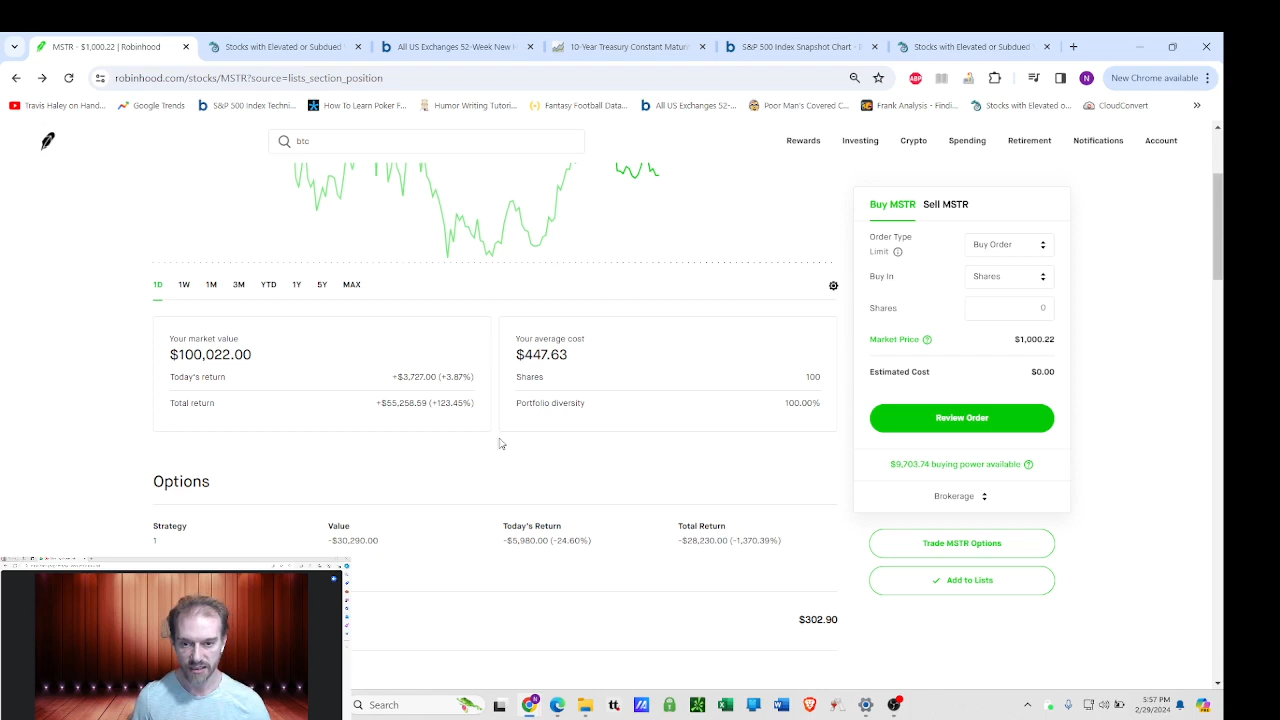 MSTR - $1,000.22 | Robinhood
Stocks with Elevated or Subdued
All US Exchanges 52-Week New H
10-Year Treasury Constant Matur
S&P 500 Index Snapshot Chart - B
Stocks with Elevated or Subdued
robinhood.com/stocks/MSTR?source=lists_section_position
ABP
N
New Chrome available
Travis Haley on Hand...
Google Trends
S&P 500 Index Techni...
How To Learn Poker F...
Humor Writing Tutori...
Fantasy Football Data...
All US Exchanges 52-...
Poor Man's Covered C...
Frank Analysis - Findi...
Stocks with Elevated o...
CloudConvert
btc
Rewards
Investing
Crypto
Spending
Retirement
Notifications
Account
Buy MSTR
Sell MSTR
Order Type
Limit
Buy Order
Buy In
Shares
Shares
0
Market Price
$1,000.22
Estimated Cost
$0.00
Review Order
$9,703.74 buying power available
Brokerage
Trade MSTR Options
Add to Lists
1D 1W 1M 3M YTD 1Y 5Y MAX
Your market value
$100,022.00
Today's return +$3,727.00 (+3.87%)
Total return +$55,258.59 (+123.45%)
Your average cost
$447.63
Shares 100
Portfolio diversity 100.00%
Options
Strategy Value Today's Return Total Return
1 -$30,290.00 -$5,980.00 (-24.60%) -$28,230.00 (-1,370.39%)
$302.90
Search
5:57 PM
2/29/2024